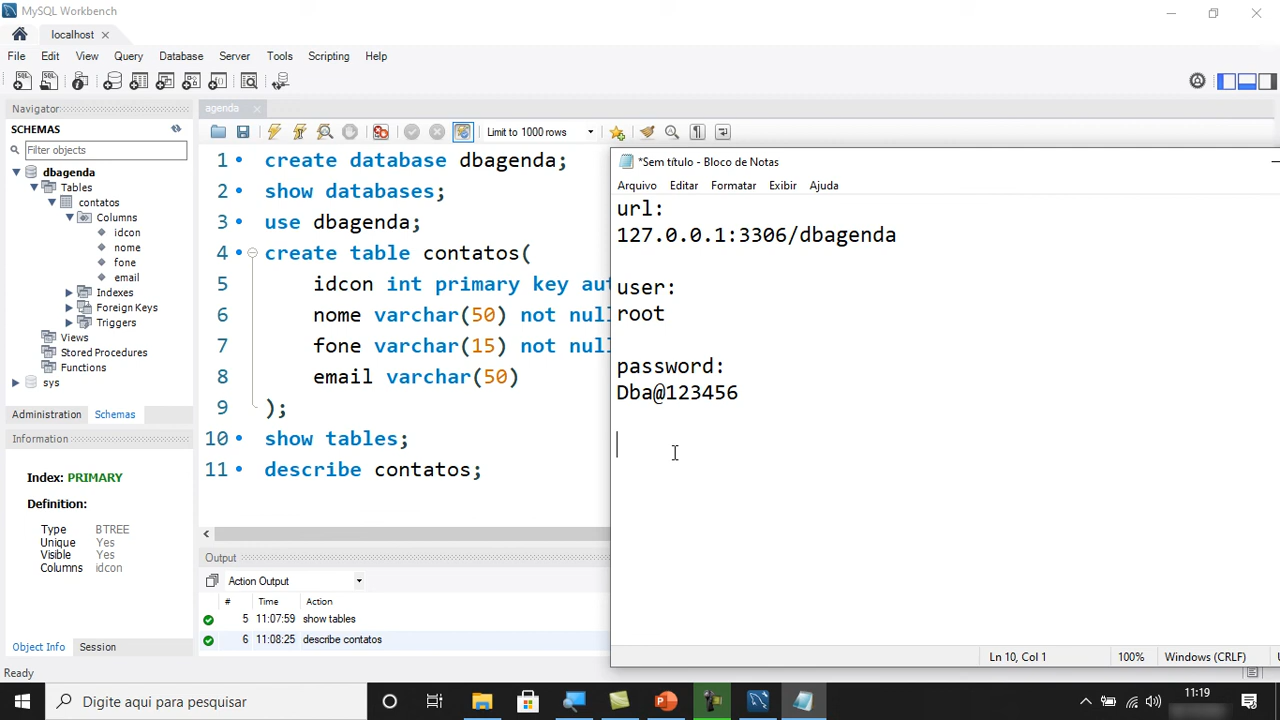 MySQL Workbench
localhost
File Edit View Query Database Server Tools Scripting Help
Navigator
SCHEMAS
Filter objects
dbagenda
Tables
contatos
Columns
idcon
nome
fone
email
Indexes
Foreign Keys
Triggers
Views
Stored Procedures
Functions
sys
Administration Schemas
Information
Index: PRIMARY
Definition:
Type BTREE
Unique Yes
Visible Yes
Columns idcon
Object Info Session
Ready
agenda
Limit to 1000 rows
1 create database dbagenda;
2 show databases;
3 use dbagenda;
4 create table contatos(
5 idcon int primary key aut
6 nome varchar(50) not null
7 fone varchar(15) not null
8 email varchar(50)
9 );
10 show tables;
11 describe contatos;
Output
Action Output
# Time Action
5 11:07:59 show tables
6 11:08:25 describe contatos
*Sem título - Bloco de Notas
Arquivo Editar Formatar Exibir Ajuda
url:
127.0.0.1:3306/dbagenda
user:
root
password:
Dba@123456
Ln 10, Col 1 100% Windows (CRLF)
Digite aqui para pesquisar
11:19